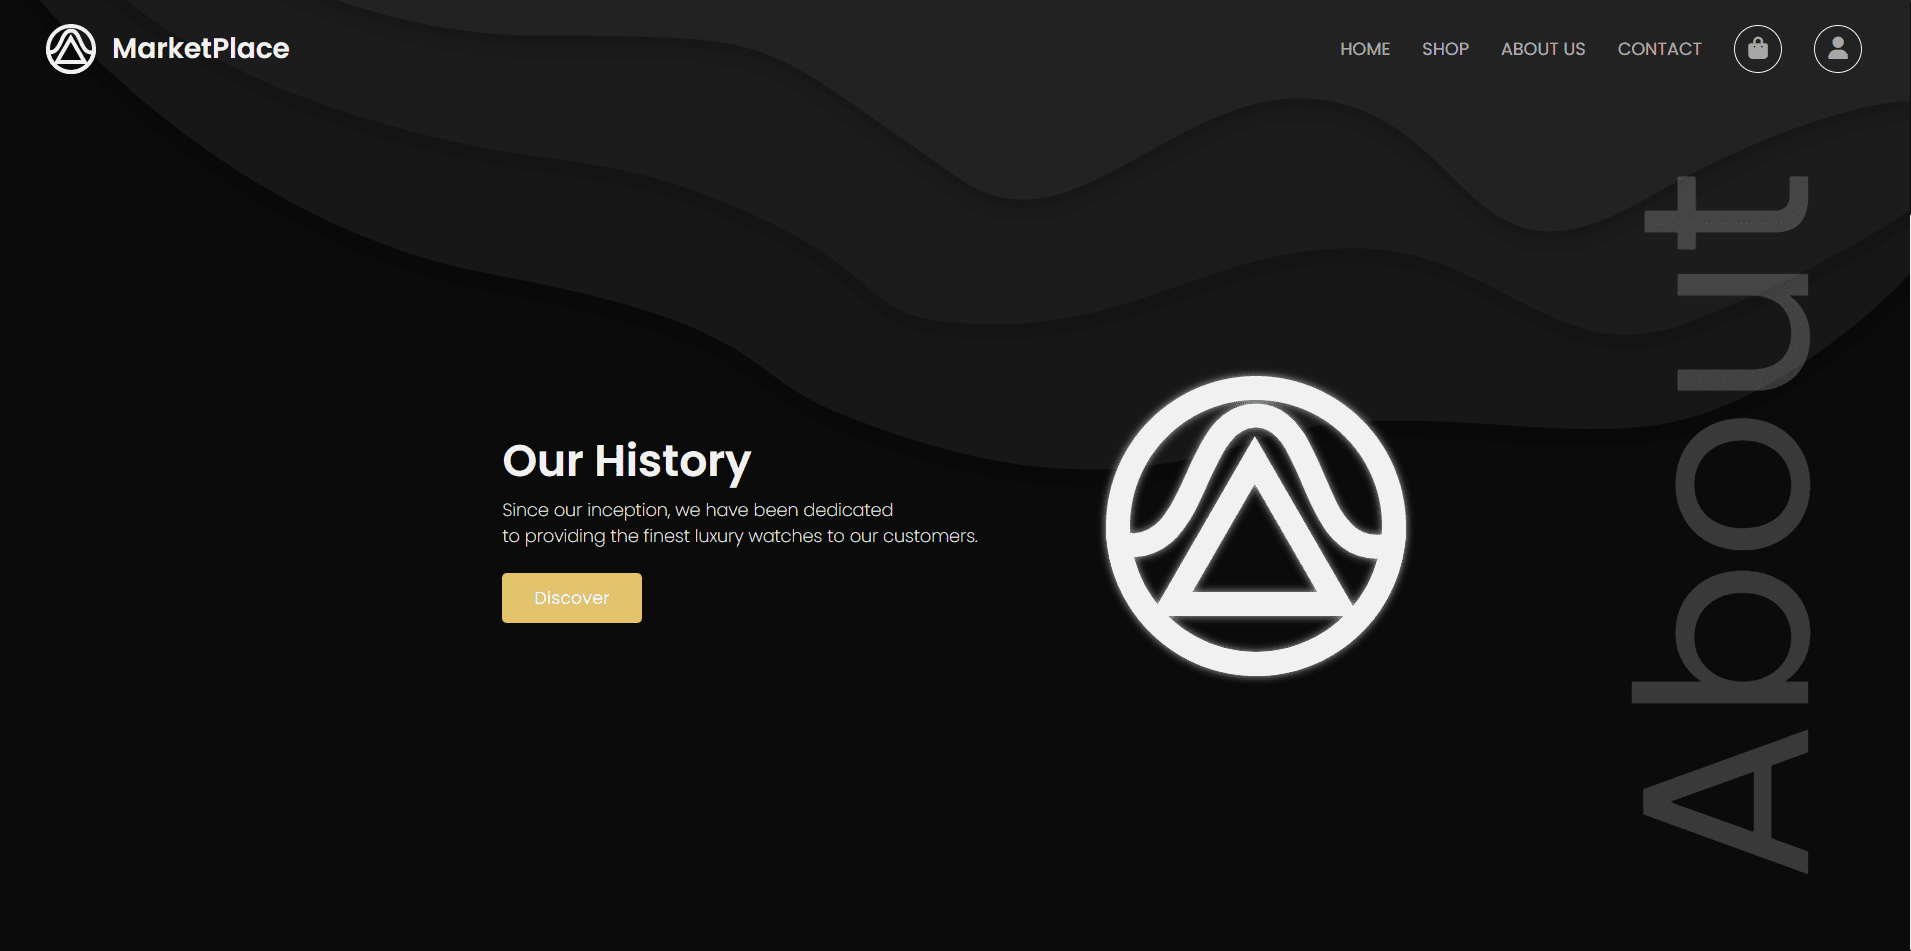 MarketPlace
HOME
SHOP
ABOUT US
CONTACT
Our History
Since our inception, we have been dedicated
to providing the finest luxury watches to our customers.
Discover
About